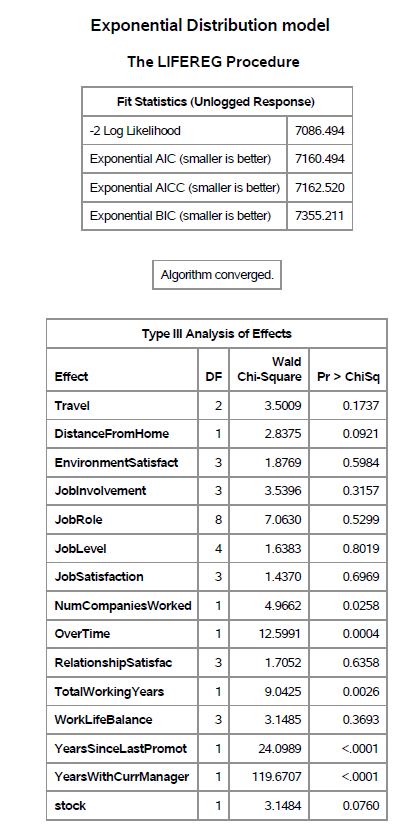 Exponential Distribution model
The LIFEREG Procedure
Fit Statistics (Unlogged Response)
-2 Log Likelihood 7086.494
Exponential AIC (smaller is better) 7160.494
Exponential AICC (smaller is better) 7162.520
Exponential BIC (smaller is better) 7355.211
Algorithm converged.
Type III Analysis of Effects
Effect DF Wald Chi-Square Pr > ChiSq
Travel 2 3.5009 0.1737
DistanceFromHome 1 2.8375 0.0921
EnvironmentSatisfact 3 1.8769 0.5984
JobInvolvement 3 3.5396 0.3157
JobRole 8 7.0630 0.5299
JobLevel 4 1.6383 0.8019
JobSatisfaction 3 1.4370 0.6969
NumCompaniesWorked 1 4.9662 0.0258
OverTime 1 12.5991 0.0004
RelationshipSatisfac 3 1.7052 0.6358
TotalWorkingYears 1 9.0425 0.0026
WorkLifeBalance 3 3.1485 0.3693
YearsSinceLastPromot 1 24.0989 <.0001
YearsWithCurrManager 1 119.6707 <.0001
stock 1 3.1484 0.0760